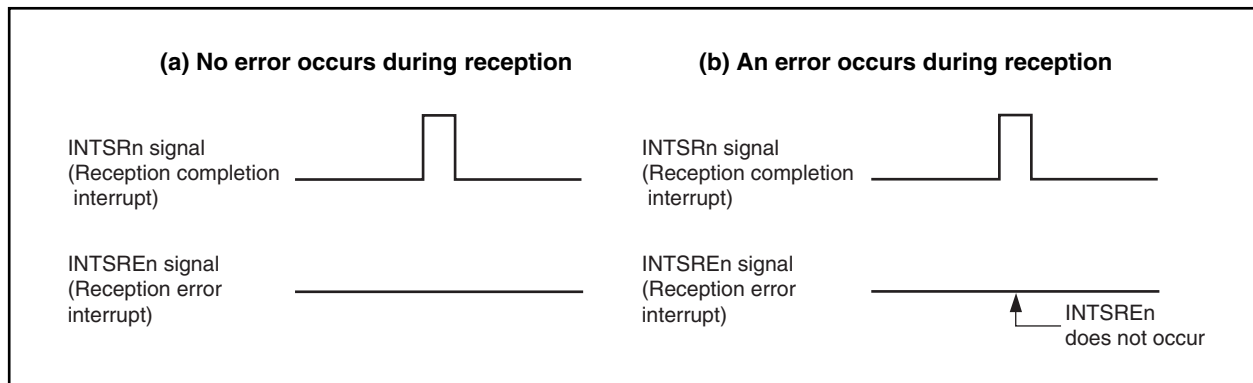 (a) No error occurs during reception
INTSRn signal
(Reception completion
interrupt)
INTSREn signal
(Reception error
interrupt)
(b) An error occurs during reception
INTSRn signal
(Reception completion
interrupt)
INTSREn signal
(Reception error
interrupt)
INTSREn
does not occur